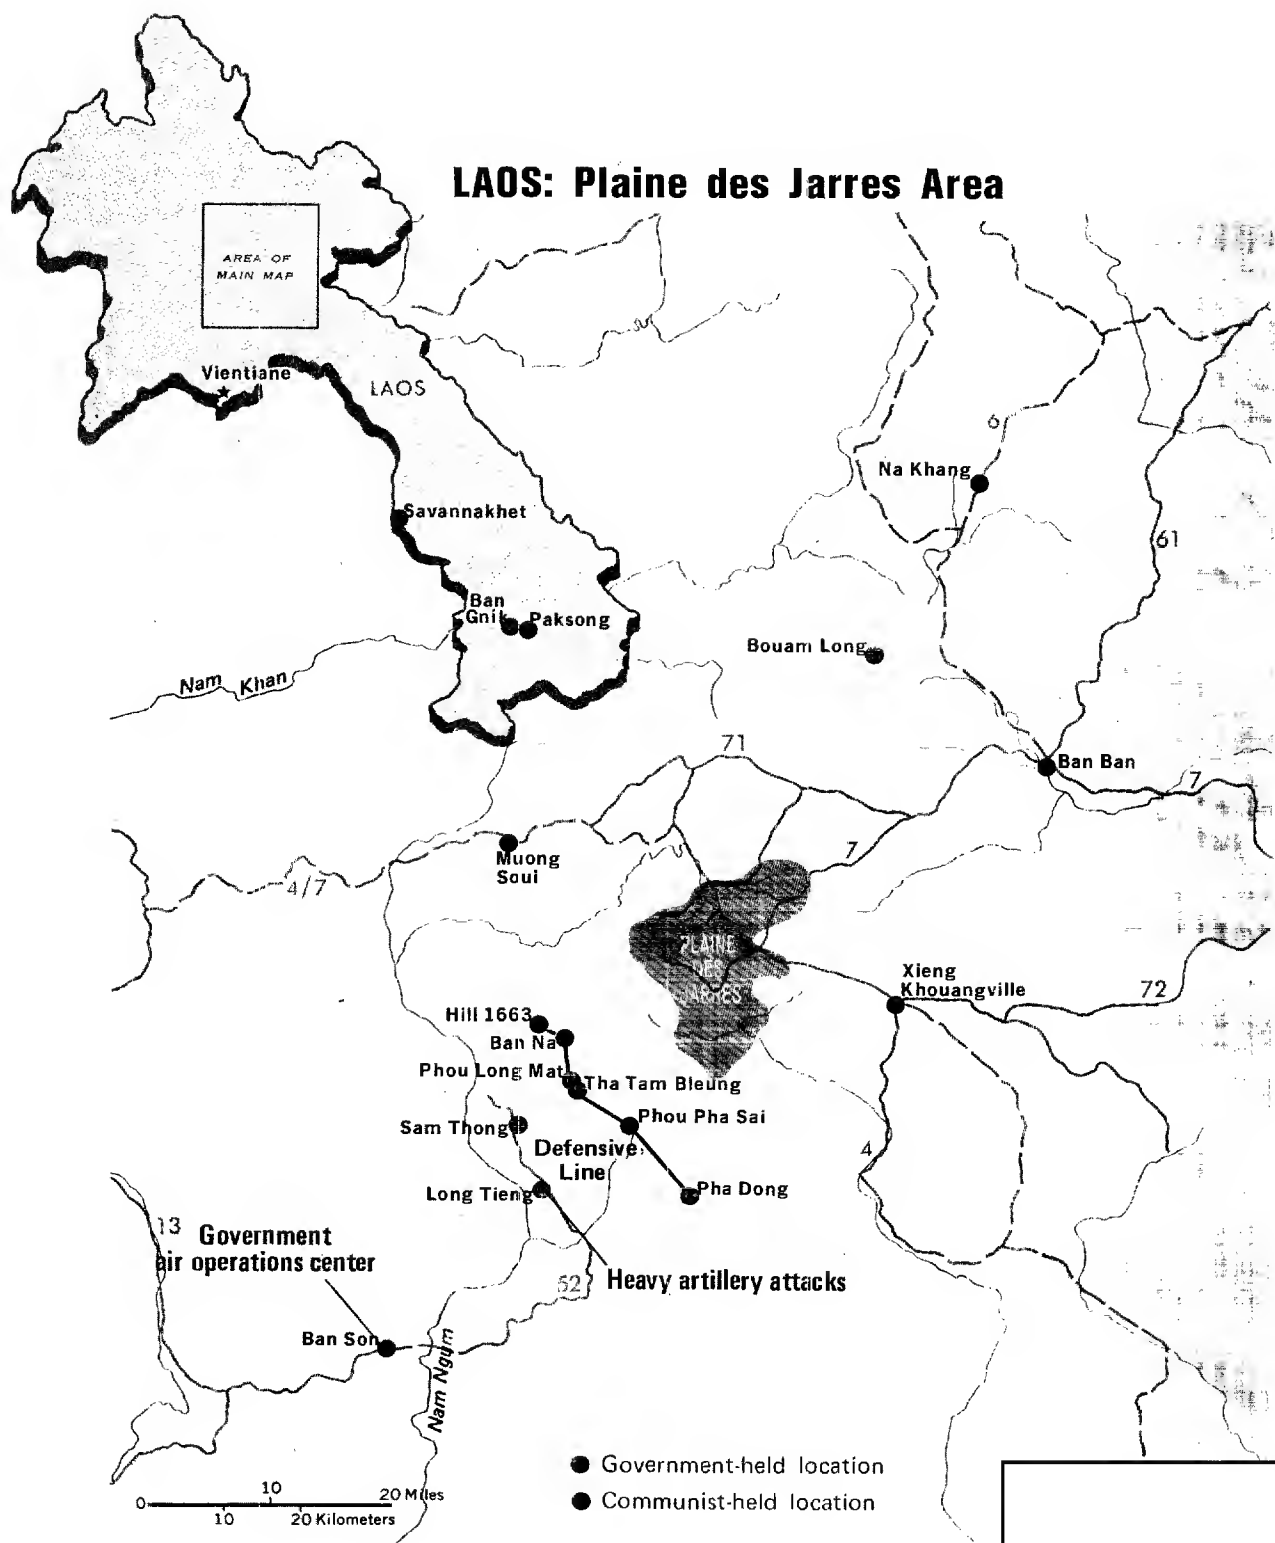 LAOS: Plaine des Jarres Area
AREA OF
MAIN MAP
Vientiane
LAOS
Savannakhet
Ban
Gnik
Paksong
Nam Khan
6
Na Khang
61
Bouam Long
71
Ban Ban
7
7
Muong
Soui
4/7
PLAINE
DES
JARRES
Xieng
Khouangville
72
Hill 1663
Ban Na
Phou Long Mat
Tha Tam Bleung
Phou Pha Sai
Sam Thong
Defensive
Line
4
Long Tieng
Pha Dong
13
Government
air operations center
52
Heavy artillery attacks
Ban Son
Nam Ngum
Government-held location
Communist-held location
0 10 20 Miles
10 20 Kilometers